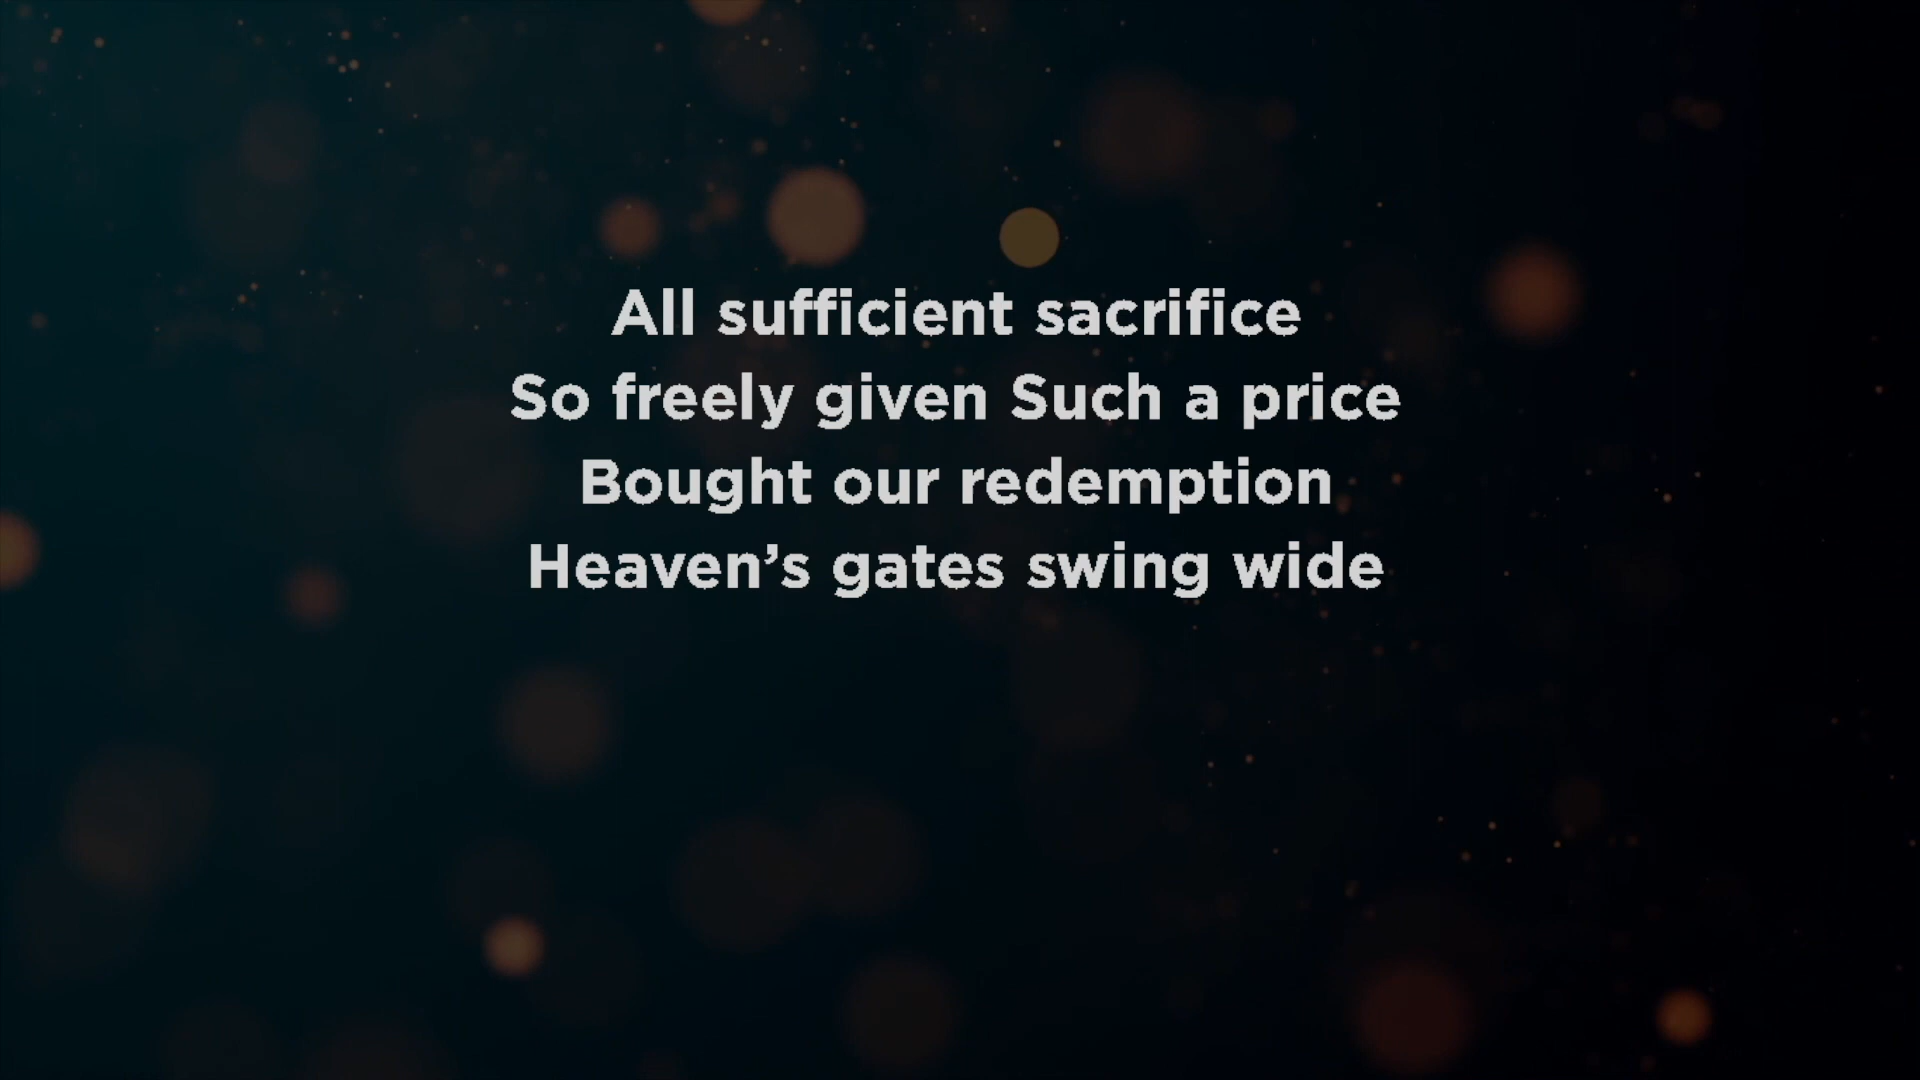 All sufficient sacrifice
So freely given Such a price
Bought our redemption
Heaven’s gates swing wide